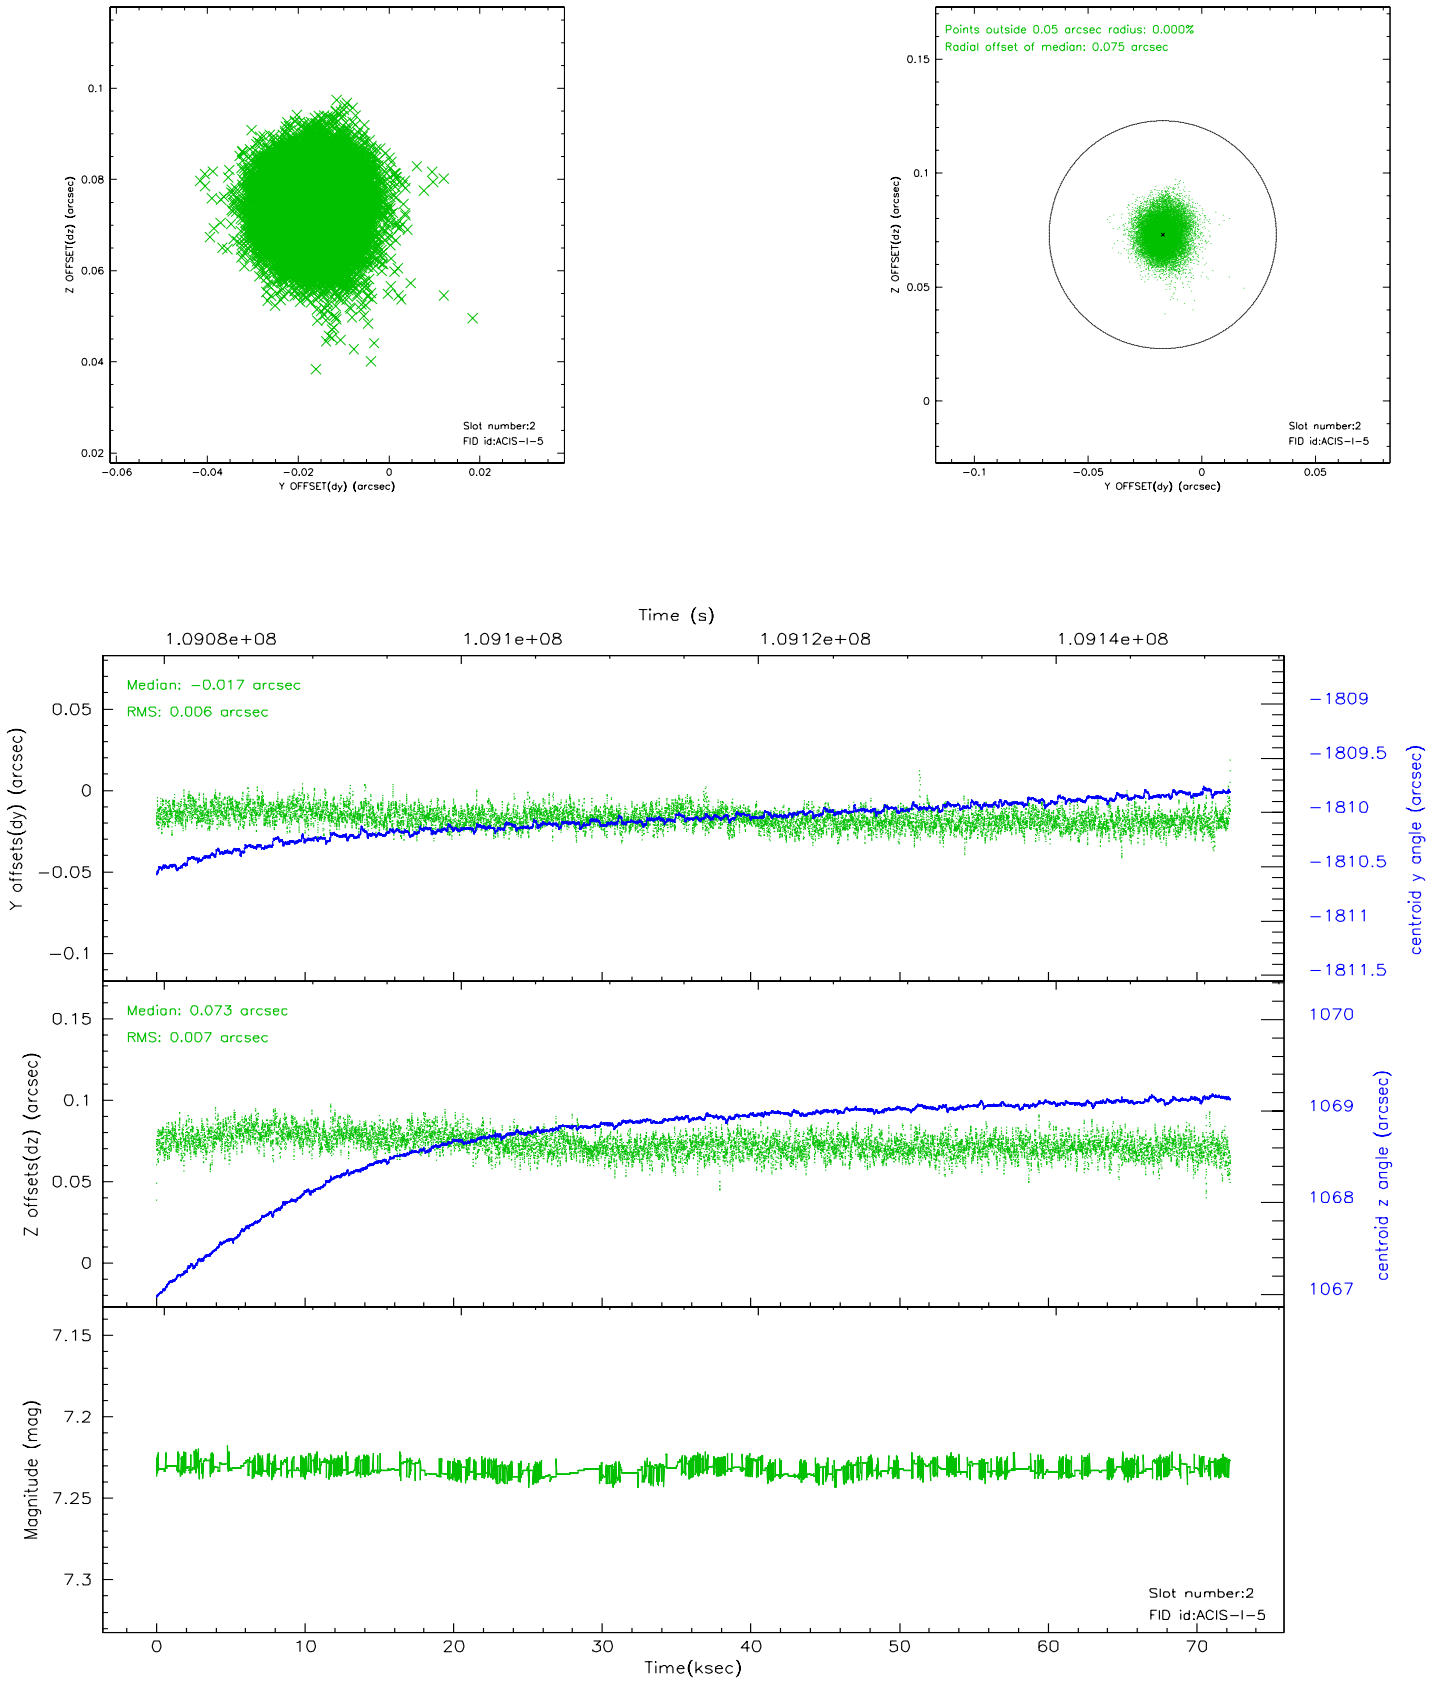 0.1
0.08
0.06
0.04
0.02
Z OFFSET(dz) (arcsec)
−0.06 −0.04 −0.02 0 0.02
Y OFFSET(dy) (arcsec)
Slot number:2
FID id:ACIS−I−5
Points outside 0.05 arcsec radius: 0.000%
Radial offset of median: 0.075 arcsec
0.15
0.1
0.05
0
Z OFFSET(dz) (arcsec)
−0.1 −0.05 0 0.05
Y OFFSET(dy) (arcsec)
Slot number:2
FID id:ACIS−I−5
Time (s)
1.0908e+08 1.091e+08 1.0912e+08 1.0914e+08
Median: −0.017 arcsec
RMS: 0.006 arcsec
0.05
0
−0.05
−0.1
Y offsets(dy) (arcsec)
−1809
−1809.5
−1810
−1810.5
−1811
−1811.5
centroid y angle (arcsec)
Median: 0.073 arcsec
RMS: 0.007 arcsec
0.15
0.1
0.05
0
Z offsets(dz) (arcsec)
1070
1069
1068
1067
centroid z angle (arcsec)
7.15
7.2
7.25
7.3
Magnitude (mag)
Slot number:2
FID id:ACIS−I−5
0 10 20 30 40 50 60 70
Time(ksec)